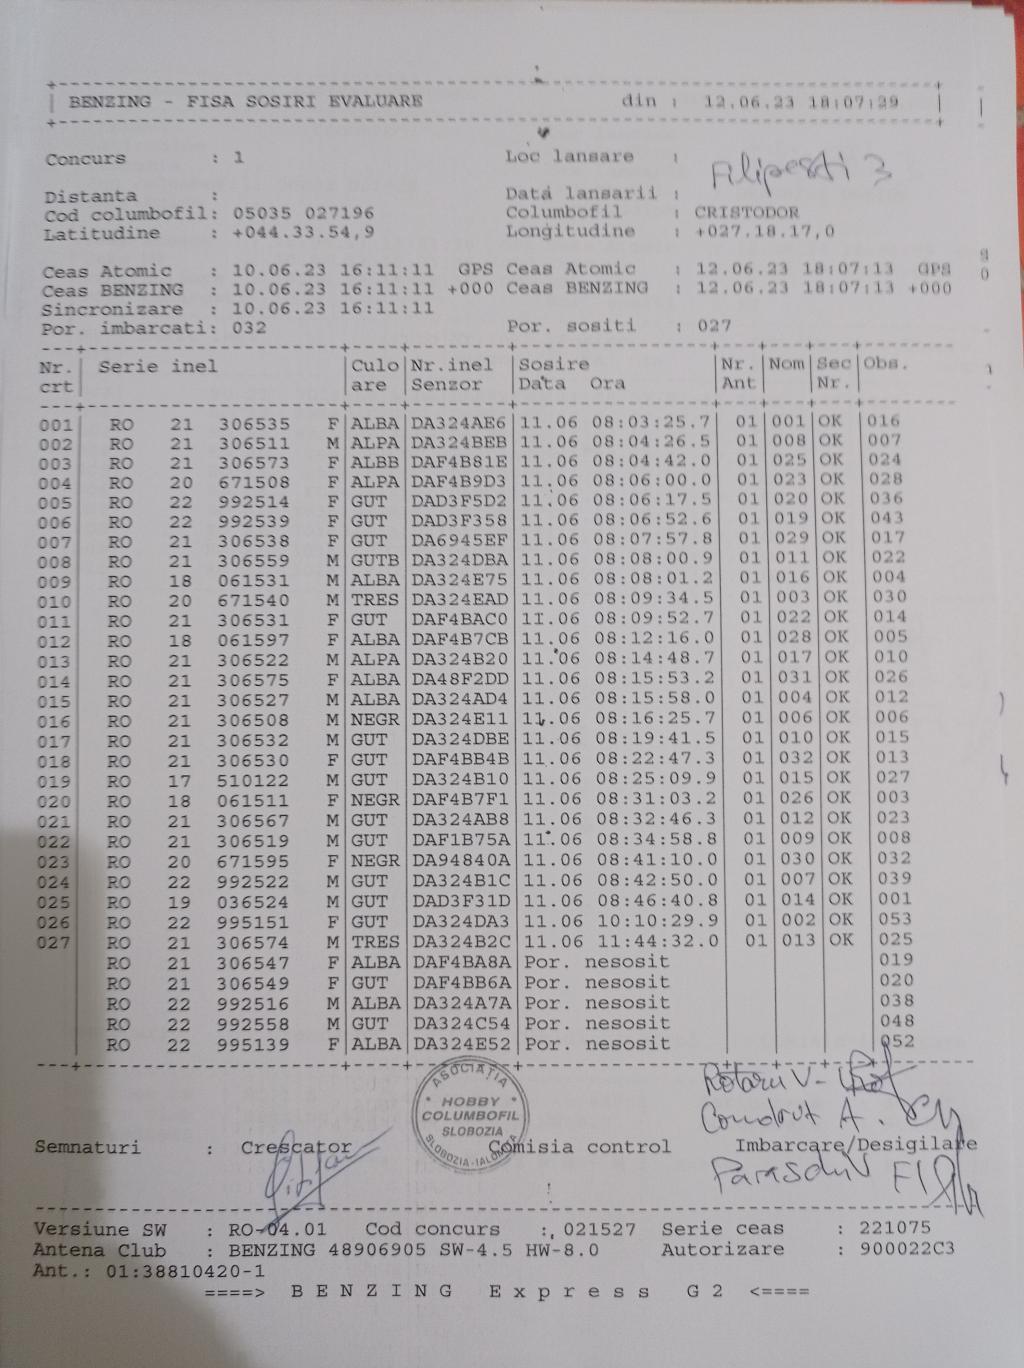 BENZING - FISA SOSIRI EVALUARE din : 12.06.23 18:07:29
Concurs : 1 Loc lansare : Filipesti 3
Distanta : Data lansarii :
Cod columbofil: 05035 027196 Columbofil : CRISTODOR
Latitudine : +044.33.54,9 Longitudine : +027.18.17,0
Ceas Atomic : 10.06.23 16:11:11 GPS Ceas Atomic : 12.06.23 18:07:13 GPS
Ceas BENZING : 10.06.23 16:11:11 +000 Ceas BENZING : 12.06.23 18:07:13 +000
Sincronizare : 10.06.23 16:11:11
Por. imbarcati: 032 Por. sositi : 027
Nr. Serie inel Culo Nr.inel Sosire Nr. Nom Sec Obs.
crt are Senzor Data Ora Ant Nr.
001 RO 21 306535 F ALBA DA324AE6 11.06 08:03:25.7 01 001 OK 016
002 RO 21 306511 M ALPA DA324BEB 11.06 08:04:26.5 01 008 OK 007
003 RO 21 306573 F ALBB DAF4B81E 11.06 08:04:42.0 01 025 OK 024
004 RO 20 671508 F ALPA DAF4B9D3 11.06 08:06:00.0 01 023 OK 028
005 RO 22 992514 F GUT DAD3F5D2 11.06 08:06:17.5 01 020 OK 036
006 RO 22 992539 F GUT DAD3F358 11.06 08:06:52.6 01 019 OK 043
007 RO 21 306538 F GUT DA6945EF 11.06 08:07:57.8 01 029 OK 017
008 RO 21 306559 M GUTB DA324DBA 11.06 08:08:00.9 01 011 OK 022
009 RO 18 061531 M ALBA DA324E75 11.06 08:08:01.2 01 016 OK 004
010 RO 20 671540 M TRES DA324EAD 11.06 08:09:34.5 01 003 OK 030
011 RO 21 306531 F GUT DAF4BAC0 11.06 08:09:52.7 01 022 OK 014
012 RO 18 061597 F ALBA DAF4B7CB 11.06 08:12:16.0 01 028 OK 005
013 RO 21 306522 M ALPA DA324B20 11.06 08:14:48.7 01 017 OK 010
014 RO 21 306575 F ALBA DA48F2DD 11.06 08:15:53.2 01 031 OK 026
015 RO 21 306527 M ALBA DA324AD4 11.06 08:15:58.0 01 004 OK 012
016 RO 21 306508 M NEGR DA324E11 11.06 08:16:25.7 01 006 OK 006
017 RO 21 306532 M GUT DA324DBE 11.06 08:19:41.5 01 010 OK 015
018 RO 21 306530 F GUT DAF4BB4B 11.06 08:22:47.3 01 032 OK 013
019 RO 17 510122 M GUT DA324B10 11.06 08:25:09.9 01 015 OK 027
020 RO 18 061511 F NEGR DAF4B7F1 11.06 08:31:03.2 01 026 OK 003
021 RO 21 306567 M GUT DA324AB8 11.06 08:32:46.3 01 012 OK 023
022 RO 21 306519 M GUT DAF1B75A 11.06 08:34:58.8 01 009 OK 008
023 RO 20 671595 F NEGR DA94840A 11.06 08:41:10.0 01 030 OK 032
024 RO 22 992522 M GUT DA324B1C 11.06 08:42:50.0 01 007 OK 039
025 RO 19 036524 M GUT DAD3F31D 11.06 08:46:40.8 01 014 OK 001
026 RO 22 995151 F GUT DA324DA3 11.06 10:10:29.9 01 002 OK 053
027 RO 21 306574 M TRES DA324B2C 11.06 11:44:32.0 01 013 OK 025
RO 21 306547 F ALBA DAF4BA8A Por. nesosit 019
RO 21 306549 F GUT DAF4BB6A Por. nesosit 020
RO 22 992516 M ALBA DA324A7A Por. nesosit 038
RO 22 992558 M GUT DA324C54 Por. nesosit 048
RO 22 995139 F ALBA DA324E52 Por. nesosit 052
ASOCIAȚIA
HOBBY
COLUMBOFIL
SLOBOZIA
SLOBOZIA-IALOMIȚA
Rotaru V-
Condrut A.
Semnaturi : Crescator Comisia control Imbarcare/Desigilare
Paraschiv Fl
Versiune SW : RO-04.01 Cod concurs : 021527 Serie ceas : 221075
Antena Club : BENZING 48906905 SW-4.5 HW-8.0 Autorizare : 900022C3
Ant.: 01:38810420-1
====> B E N Z I N G E x p r e s s G 2 <====